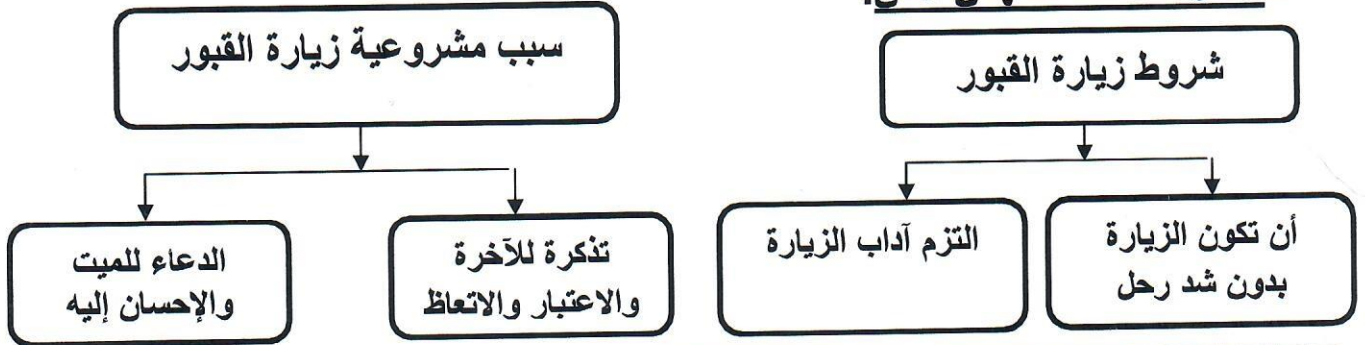 شروط زيارة القبور
أن تكون الزيارة
بدون شد رحل
التزم آداب الزيارة
سبب مشروعية زيارة القبور
تذكرة للآخرة
والاعتبار والاتعاظ
الدعاء للميت
والإحسان إليه